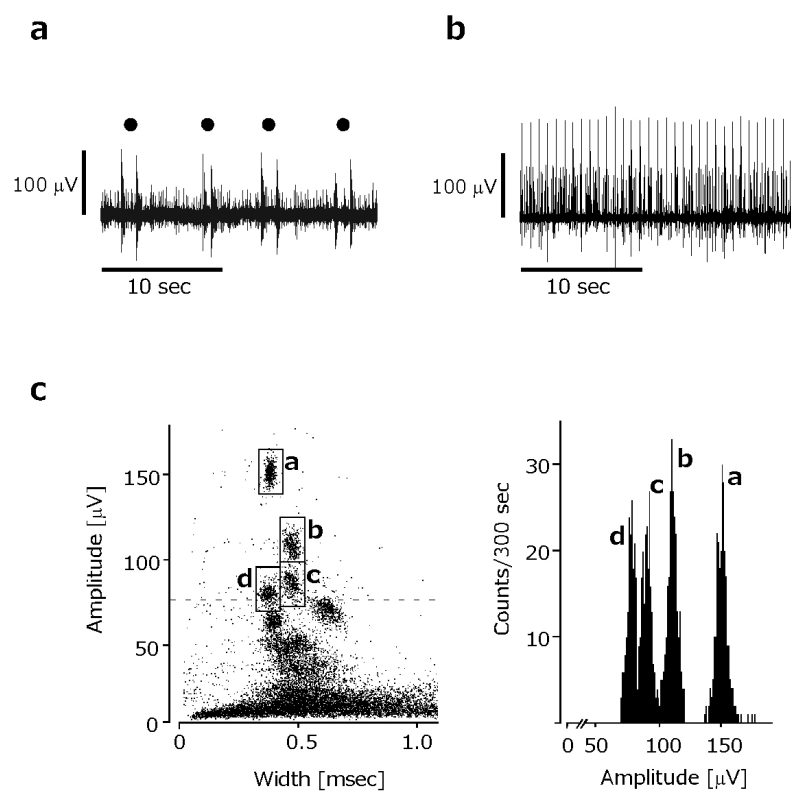 a
b
100 μV
100 μV
10 sec
10 sec
c
Amplitude [μV]
150
100
50
0
a
b
c
d
0
0.5
1.0
Width [msec]
Counts/300 sec
30
20
10
d
c
b
a
0
50
100
150
Amplitude [μV]